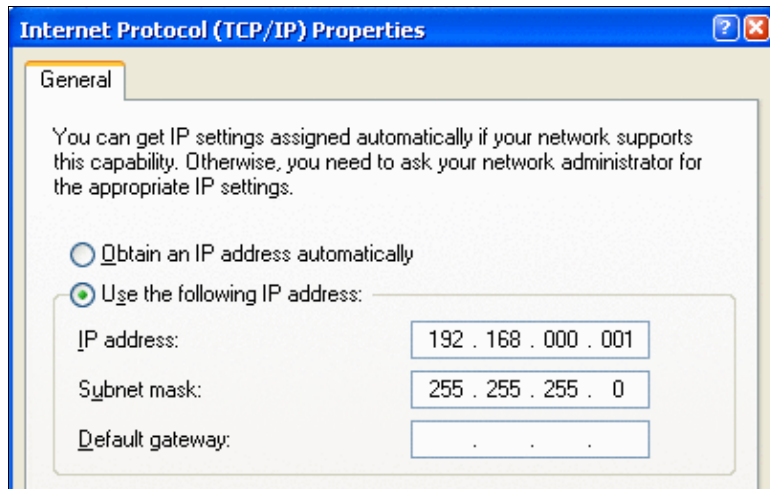 Internet Protocol (TCP/IP) Properties
General
You can get IP settings assigned automatically if your network supports
this capability. Otherwise, you need to ask your network administrator for
the appropriate IP settings.
Obtain an IP address automatically
Use the following IP address:
IP address: 192 . 168 . 000 . 001
Subnet mask: 255 . 255 . 255 . 0
Default gateway: . . .